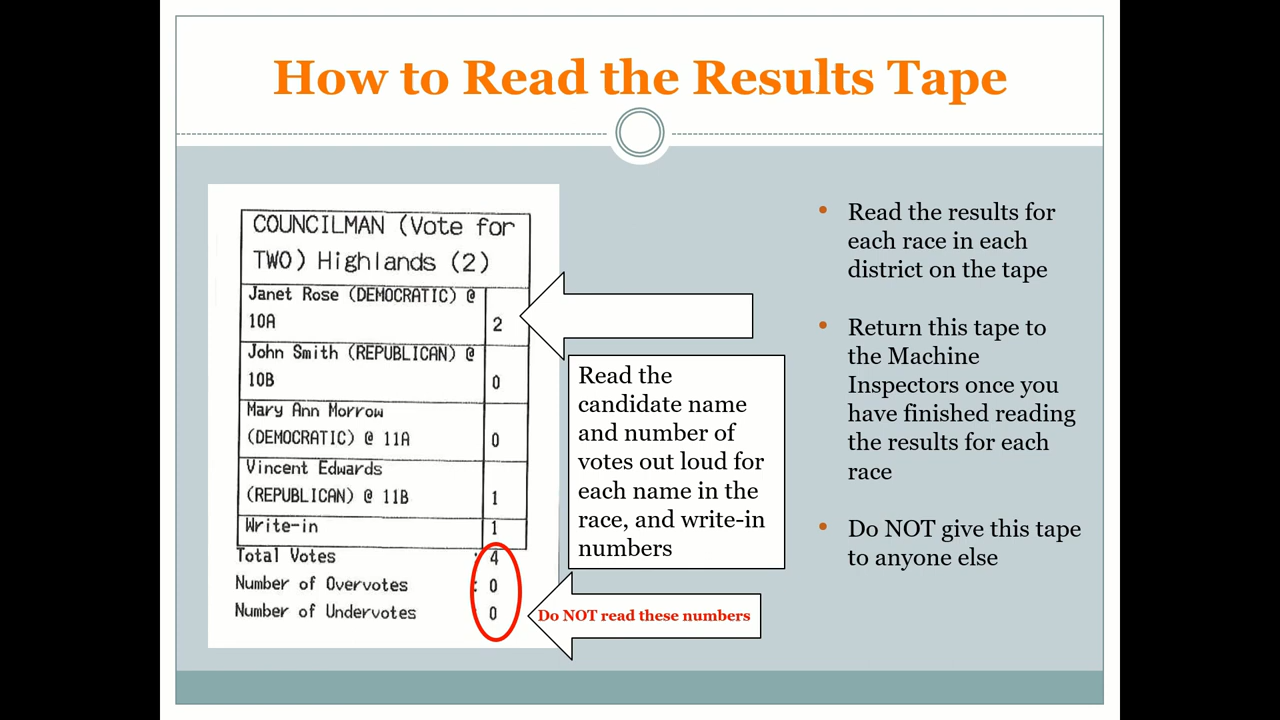 How to Read the Results Tape
COUNCILMAN (Vote for
TWO) Highlands (2)
Janet Rose (DEMOCRATIC) @
10A 2
John Smith (REPUBLICAN) @
10B 0
Mary Ann Morrow
(DEMOCRATIC) @ 11A 0
Vincent Edwards
(REPUBLICAN) @ 11B 1
Write-in 1
Total Votes : 4
Number of Overvotes : 0
Number of Undervotes 0
Read the
candidate name
and number of
votes out loud for
each name in the
race, and write-in
numbers
Do NOT read these numbers
• Read the results for
each race in each
district on the tape
• Return this tape to
the Machine
Inspectors once you
have finished reading
the results for each
race
• Do NOT give this tape
to anyone else